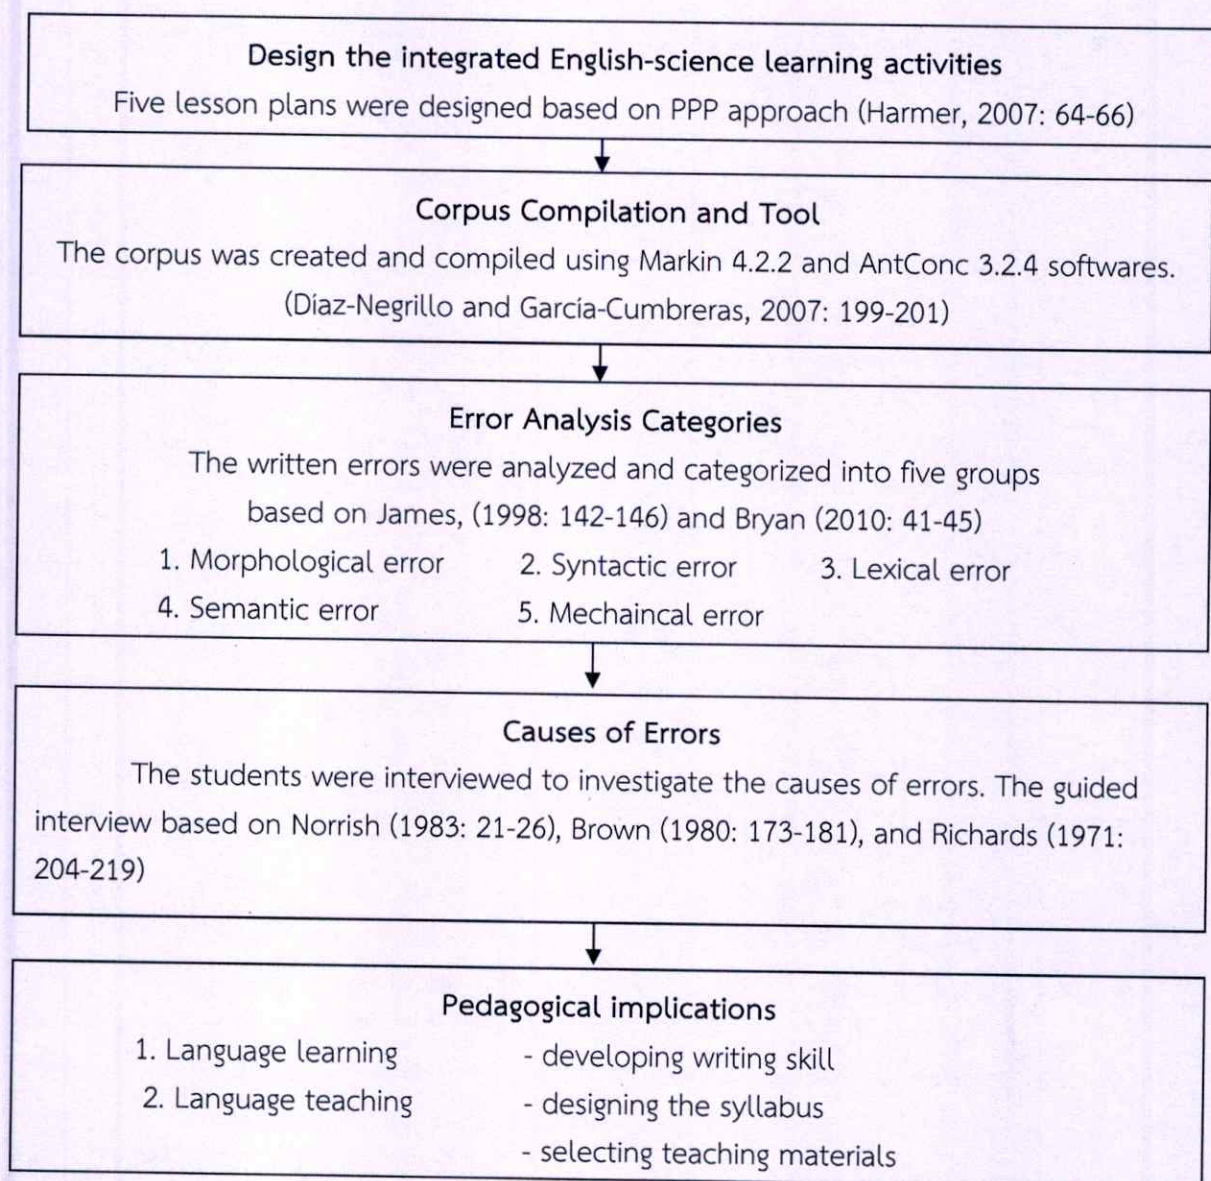 Design the integrated English-science learning activities
Five lesson plans were designed based on PPP approach (Harmer, 2007: 64-66)
Corpus Compilation and Tool
The corpus was created and compiled using Markin 4.2.2 and AntConc 3.2.4 softwares.
(Díaz-Negrillo and García-Cumbreras, 2007: 199-201)
Error Analysis Categories
The written errors were analyzed and categorized into five groups
based on James, (1998: 142-146) and Bryan (2010: 41-45)
1. Morphological error 2. Syntactic error 3. Lexical error
4. Semantic error 5. Mechaincal error
Causes of Errors
The students were interviewed to investigate the causes of errors. The guided
interview based on Norrish (1983: 21-26), Brown (1980: 173-181), and Richards (1971:
204-219)
Pedagogical implications
1. Language learning - developing writing skill
2. Language teaching - designing the syllabus
- selecting teaching materials